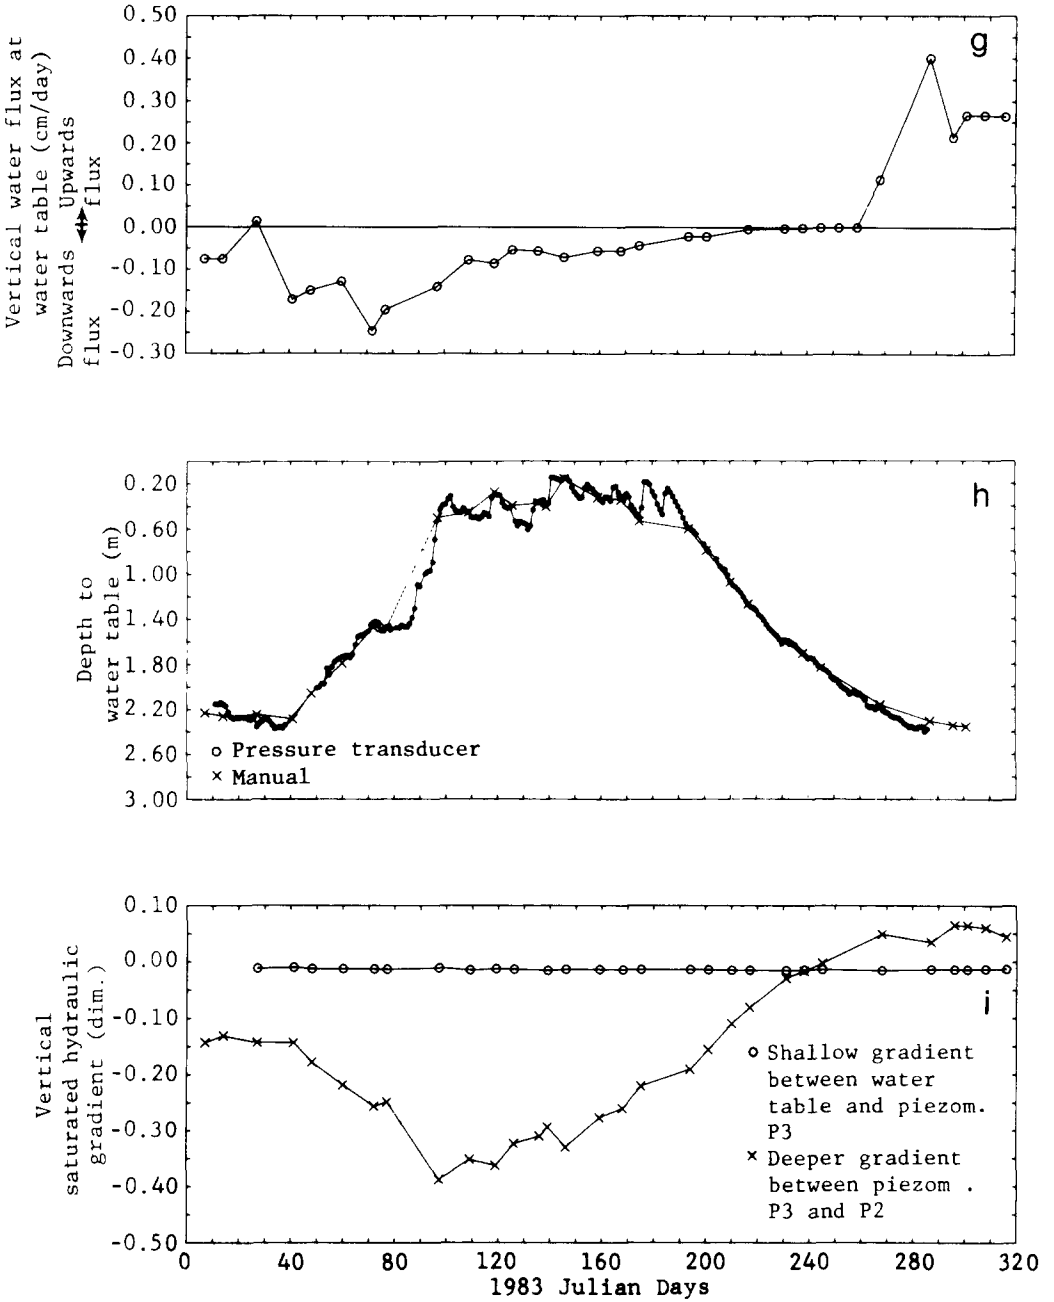 g
Vertical water flux at
water table (cm/day)
Downwards Upwards
flux flux
0.50
0.40
0.30
0.20
0.10
0.00
-0.10
-0.20
-0.30
h
Depth to
water table (m)
0.20
0.60
1.00
1.40
1.80
2.20
2.60
3.00
o Pressure transducer
x Manual
i
Vertical
saturated hydraulic
gradient (dim.)
0.10
0.00
-0.10
-0.20
-0.30
-0.40
-0.50
o Shallow gradient
between water
table and piezom.
P3
x Deeper gradient
between piezom .
P3 and P2
0 40 80 120 160 200 240 280 320
1983 Julian Days